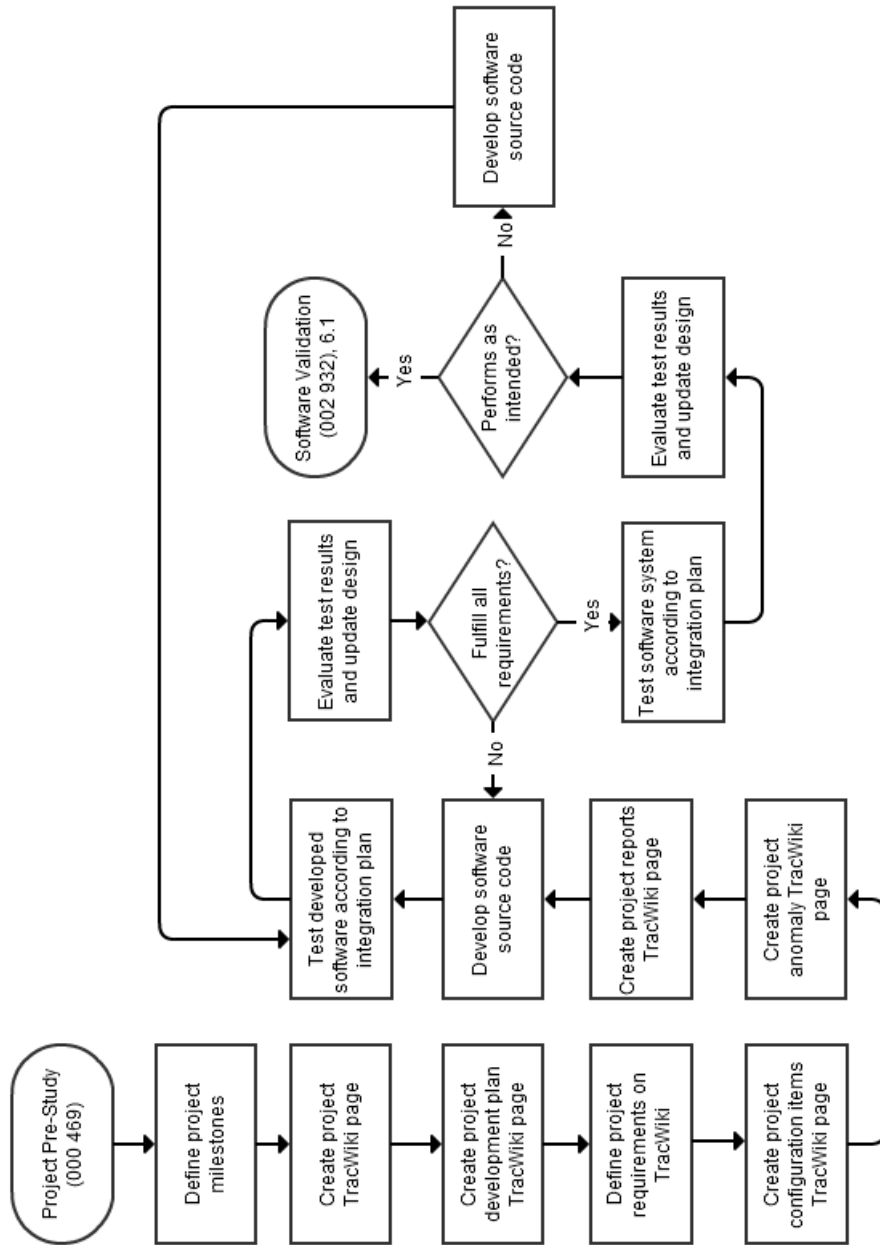 Project Pre-Study
(000 469)
Define project
milestones
Create project
TracWiki page
Create project
development plan
TracWiki page
Define project
requirements on
TracWiki
Create project
configuration items
TracWiki page
Create project
anomaly TracWiki
page
Create project reports
TracWiki page
Develop software
source code
Test developed
software according to
integration plan
Evaluate test results
and update design
Fulfill all
requirements?
No
Yes
Test software system
according to
integration plan
Evaluate test results
and update design
Performs as
intended?
Yes
No
Software Validation
(002 932), 6.1
Develop software
source code